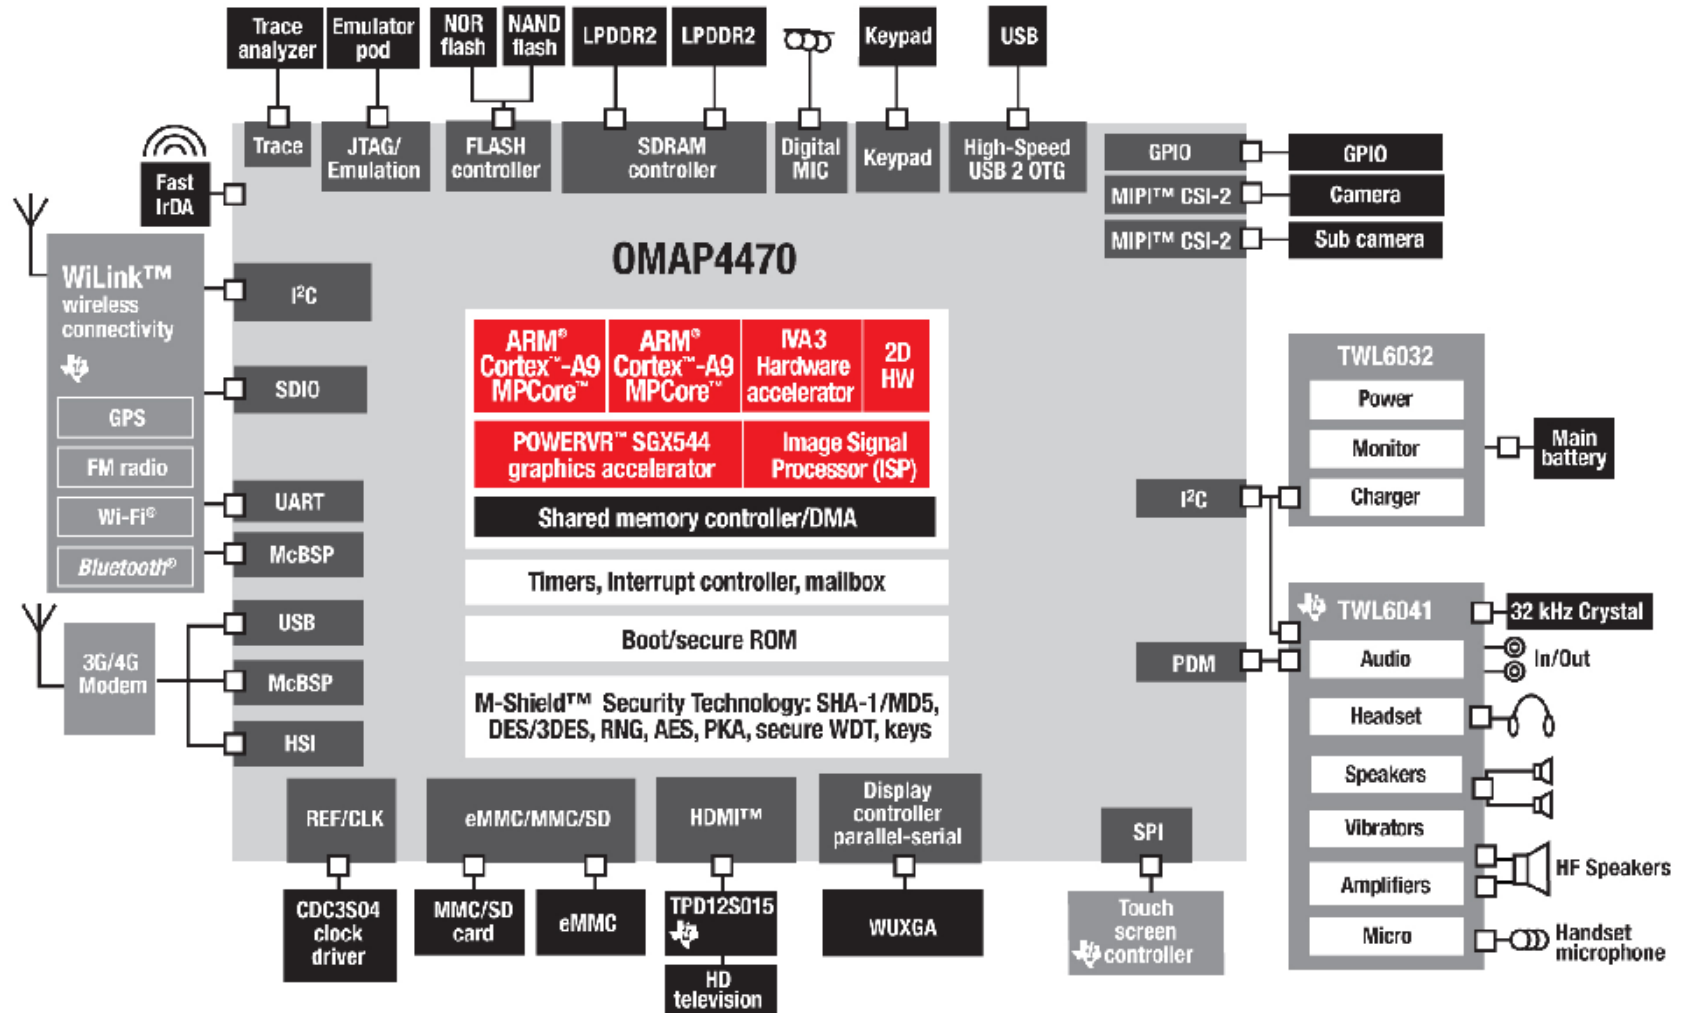 Trace
analyzer
Emulator
pod
NOR
flash
NAND
flash
LPDDR2
LPDDR2
Keypad
USB
Trace
JTAG/
Emulation
FLASH
controller
SDRAM
controller
Digital
MIC
Keypad
High-Speed
USB 2 OTG
GPIO
GPIO
MIPI™ CSI-2
Camera
MIPI™ CSI-2
Sub camera
Fast
IrDA
OMAP4470
WiLink™
wireless
connectivity
GPS
FM radio
Wi-Fi®
Bluetooth®
I²C
SDIO
UART
McBSP
3G/4G
Modem
USB
McBSP
HSI
ARM®
Cortex™-A9
MPCore™
ARM®
Cortex™-A9
MPCore™
IVA3
Hardware
accelerator
2D
HW
POWERVR™ SGX544
graphics accelerator
Image Signal
Processor (ISP)
Shared memory controller/DMA
Timers, Interrupt controller, mailbox
Boot/secure ROM
M-Shield™ Security Technology: SHA-1/MD5,
DES/3DES, RNG, AES, PKA, secure WDT, keys
I²C
PDM
TWL6032
Power
Monitor
Charger
Main
battery
TWL6041
Audio
Headset
Speakers
Vibrators
Amplifiers
Micro
32 kHz Crystal
In/Out
HF Speakers
Handset
microphone
REF/CLK
eMMC/MMC/SD
HDMI™
Display
controller
parallel-serial
SPI
CDC3S04
clock
driver
MMC/SD
card
eMMC
TPD12S015
HD
television
WUXGA
Touch
screen
controller